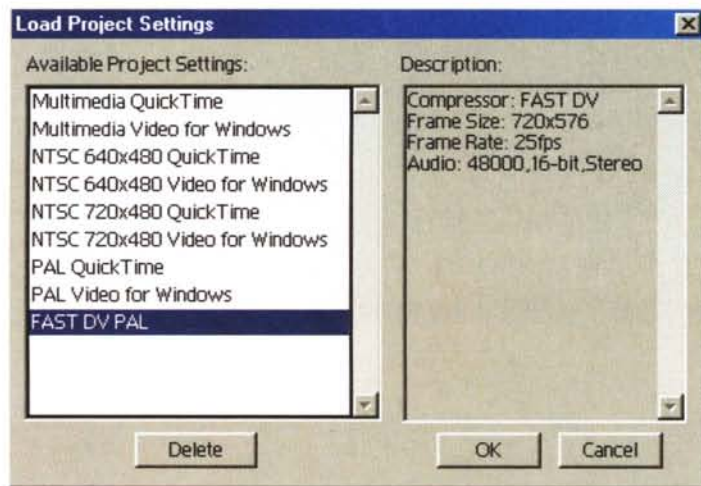 Load Project Settings
Available Project Settings:
Multimedia QuickTime
Multimedia Video for Windows
NTSC 640x480 QuickTime
NTSC 640x480 Video for Windows
NTSC 720x480 QuickTime
NTSC 720x480 Video for Windows
PAL QuickTime
PAL Video for Windows
FAST DV PAL
Delete
Description:
Compressor: FAST DV
Frame Size: 720x576
Frame Rate: 25fps
Audio: 48000,16-bit,Stereo
OK
Cancel